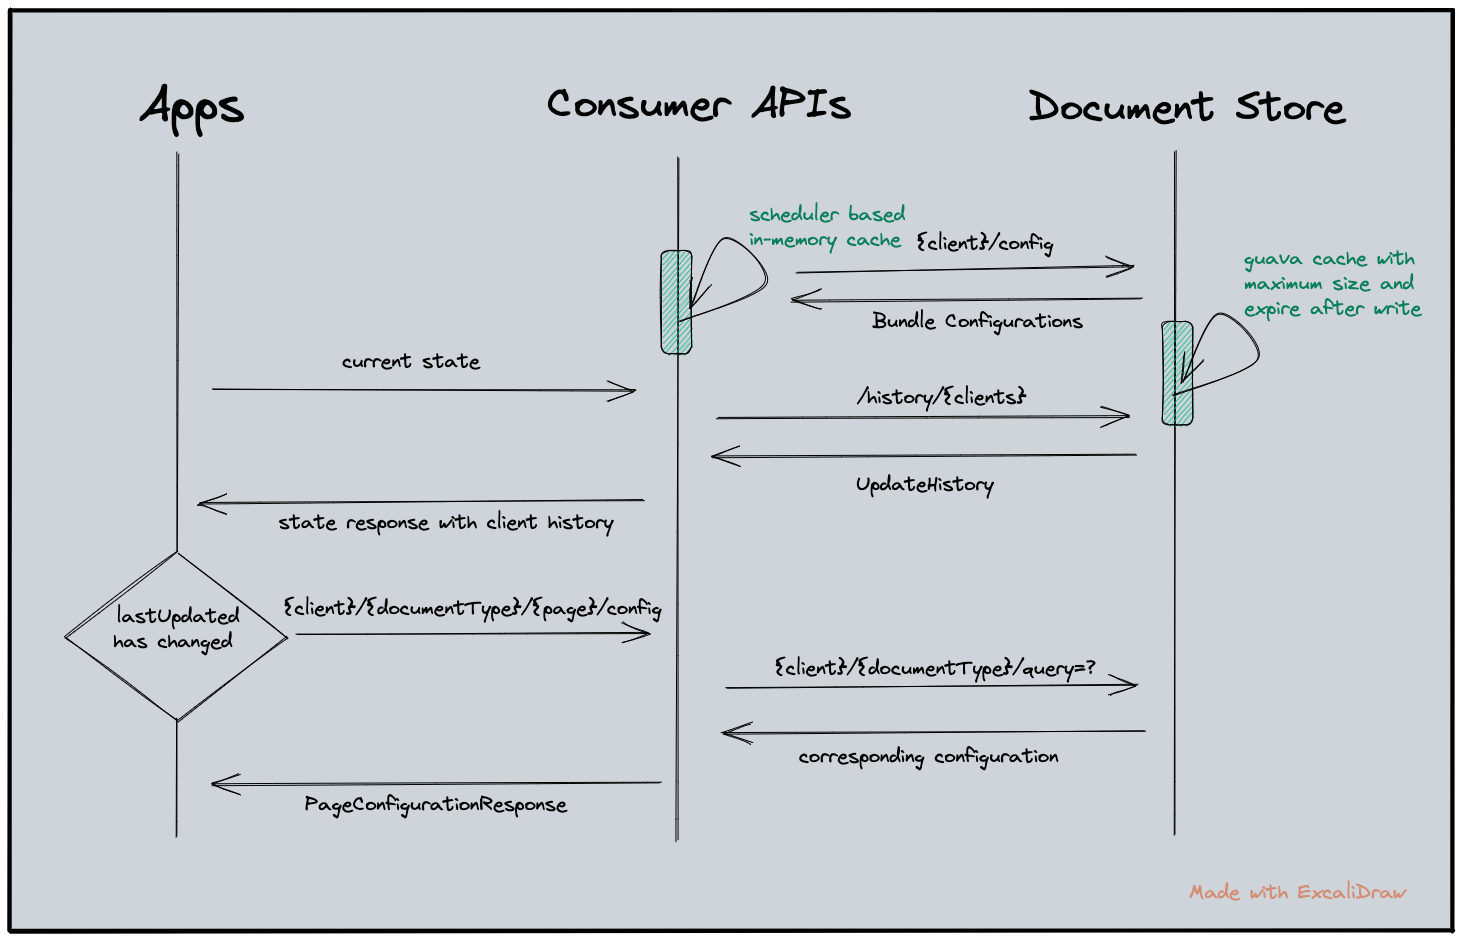 Apps
Consumer APIs
Document Store
scheduler based
in-memory cache
{client}/config
Bundle Configurations
guava cache with
maximum size and
expire after write
current state
/history/{clients}
UpdateHistory
state response with client history
lastUpdated
has changed
{client}/{documentType}/{page}/config
{client}/{documentType}/query=?
corresponding configuration
PageConfigurationResponse
Made with ExcaliDraw